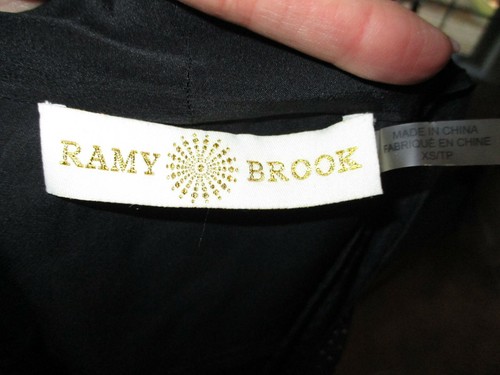 RAMY BROOK
MADE IN CHINA
FABRIQUÉ EN CHINE
XS/TP